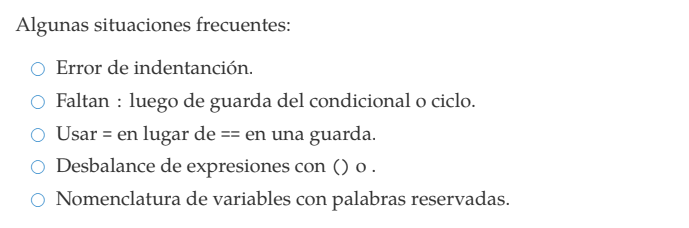 Algunas situaciones frecuentes:
Error de indentanción.
Faltan : luego de guarda del condicional o ciclo.
Usar = en lugar de == en una guarda.
Desbalance de expresiones con () o .
Nomenclatura de variables con palabras reservadas.